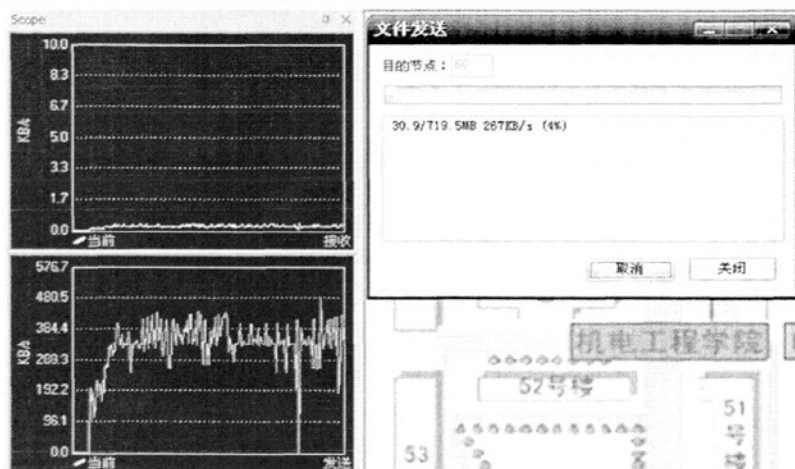 Scope
10.0
8.3
6.7
5.0
3.3
1.7
0.0
KB/s
当前
接收
576.7
480.5
384.4
288.3
192.2
96.1
0.0
KB/s
当前
发送
文件发送
目的节点：60
30.9/719.5MB 267KB/s (4%)
取消
关闭
机电工程学院
52号楼
51
号
楼
53